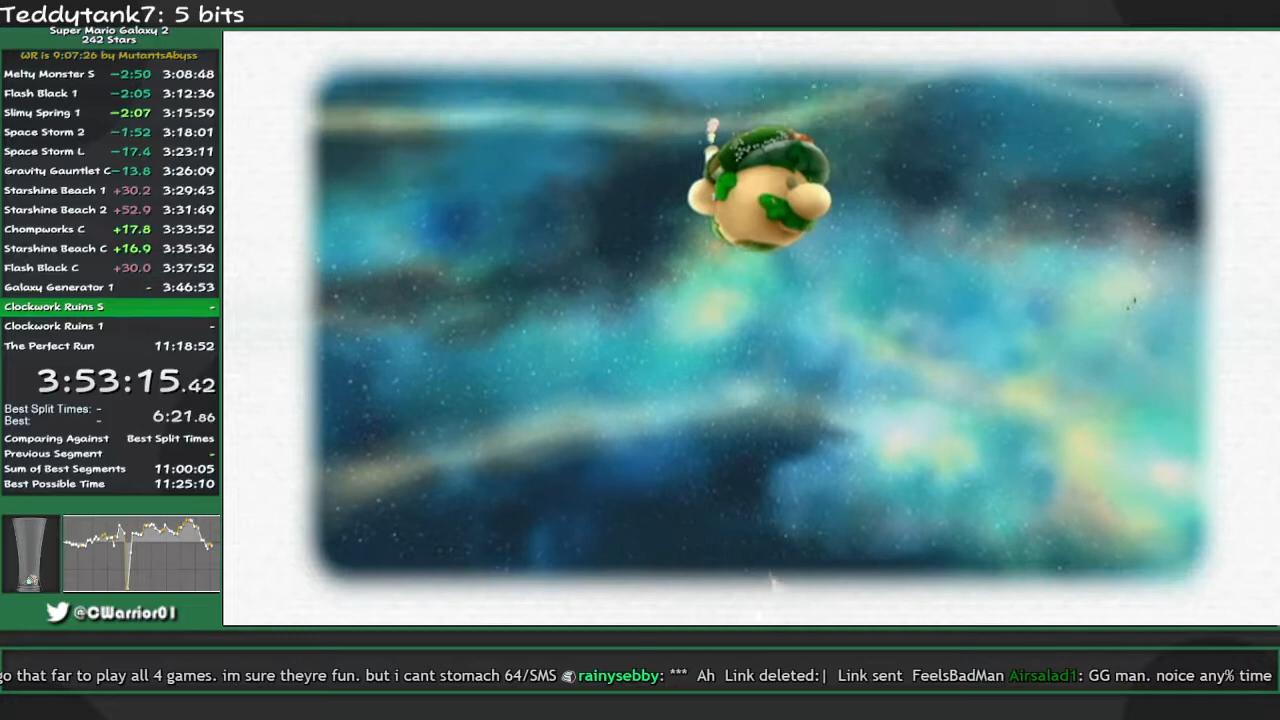 Teddytank7: 5 bits
Super Mario Galaxy 2
242 Stars
WR is 9:07:26 by MutantsAbyss
Melty Monster S −2:50 3:08:48
Flash Black 1 −2:05 3:12:36
Slimy Spring 1 −2:07 3:15:59
Space Storm 2 −1:52 3:18:01
Space Storm L −17.4 3:23:11
Gravity Gauntlet C −13.8 3:26:09
Starshine Beach 1 +30.2 3:29:43
Starshine Beach 2 +52.9 3:31:49
Chompworks C +17.8 3:33:52
Starshine Beach C +16.9 3:35:36
Flash Black C +30.0 3:37:52
Galaxy Generator 1 - 3:46:53
Clockwork Ruins S -
Clockwork Ruins 1 -
The Perfect Run 11:18:52
3:53:15.42
Best Split Times: -
Best: - 6:21.86
Comparing Against Best Split Times
Previous Segment -
Sum of Best Segments 11:00:05
Best Possible Time 11:25:10
@CWarrior01
go that far to play all 4 games. im sure theyre fun. but i cant stomach 64/SMS rainysebby: *** Ah Link deleted:| Link sent FeelsBadMan Airsalad1: GG man. noice any% time